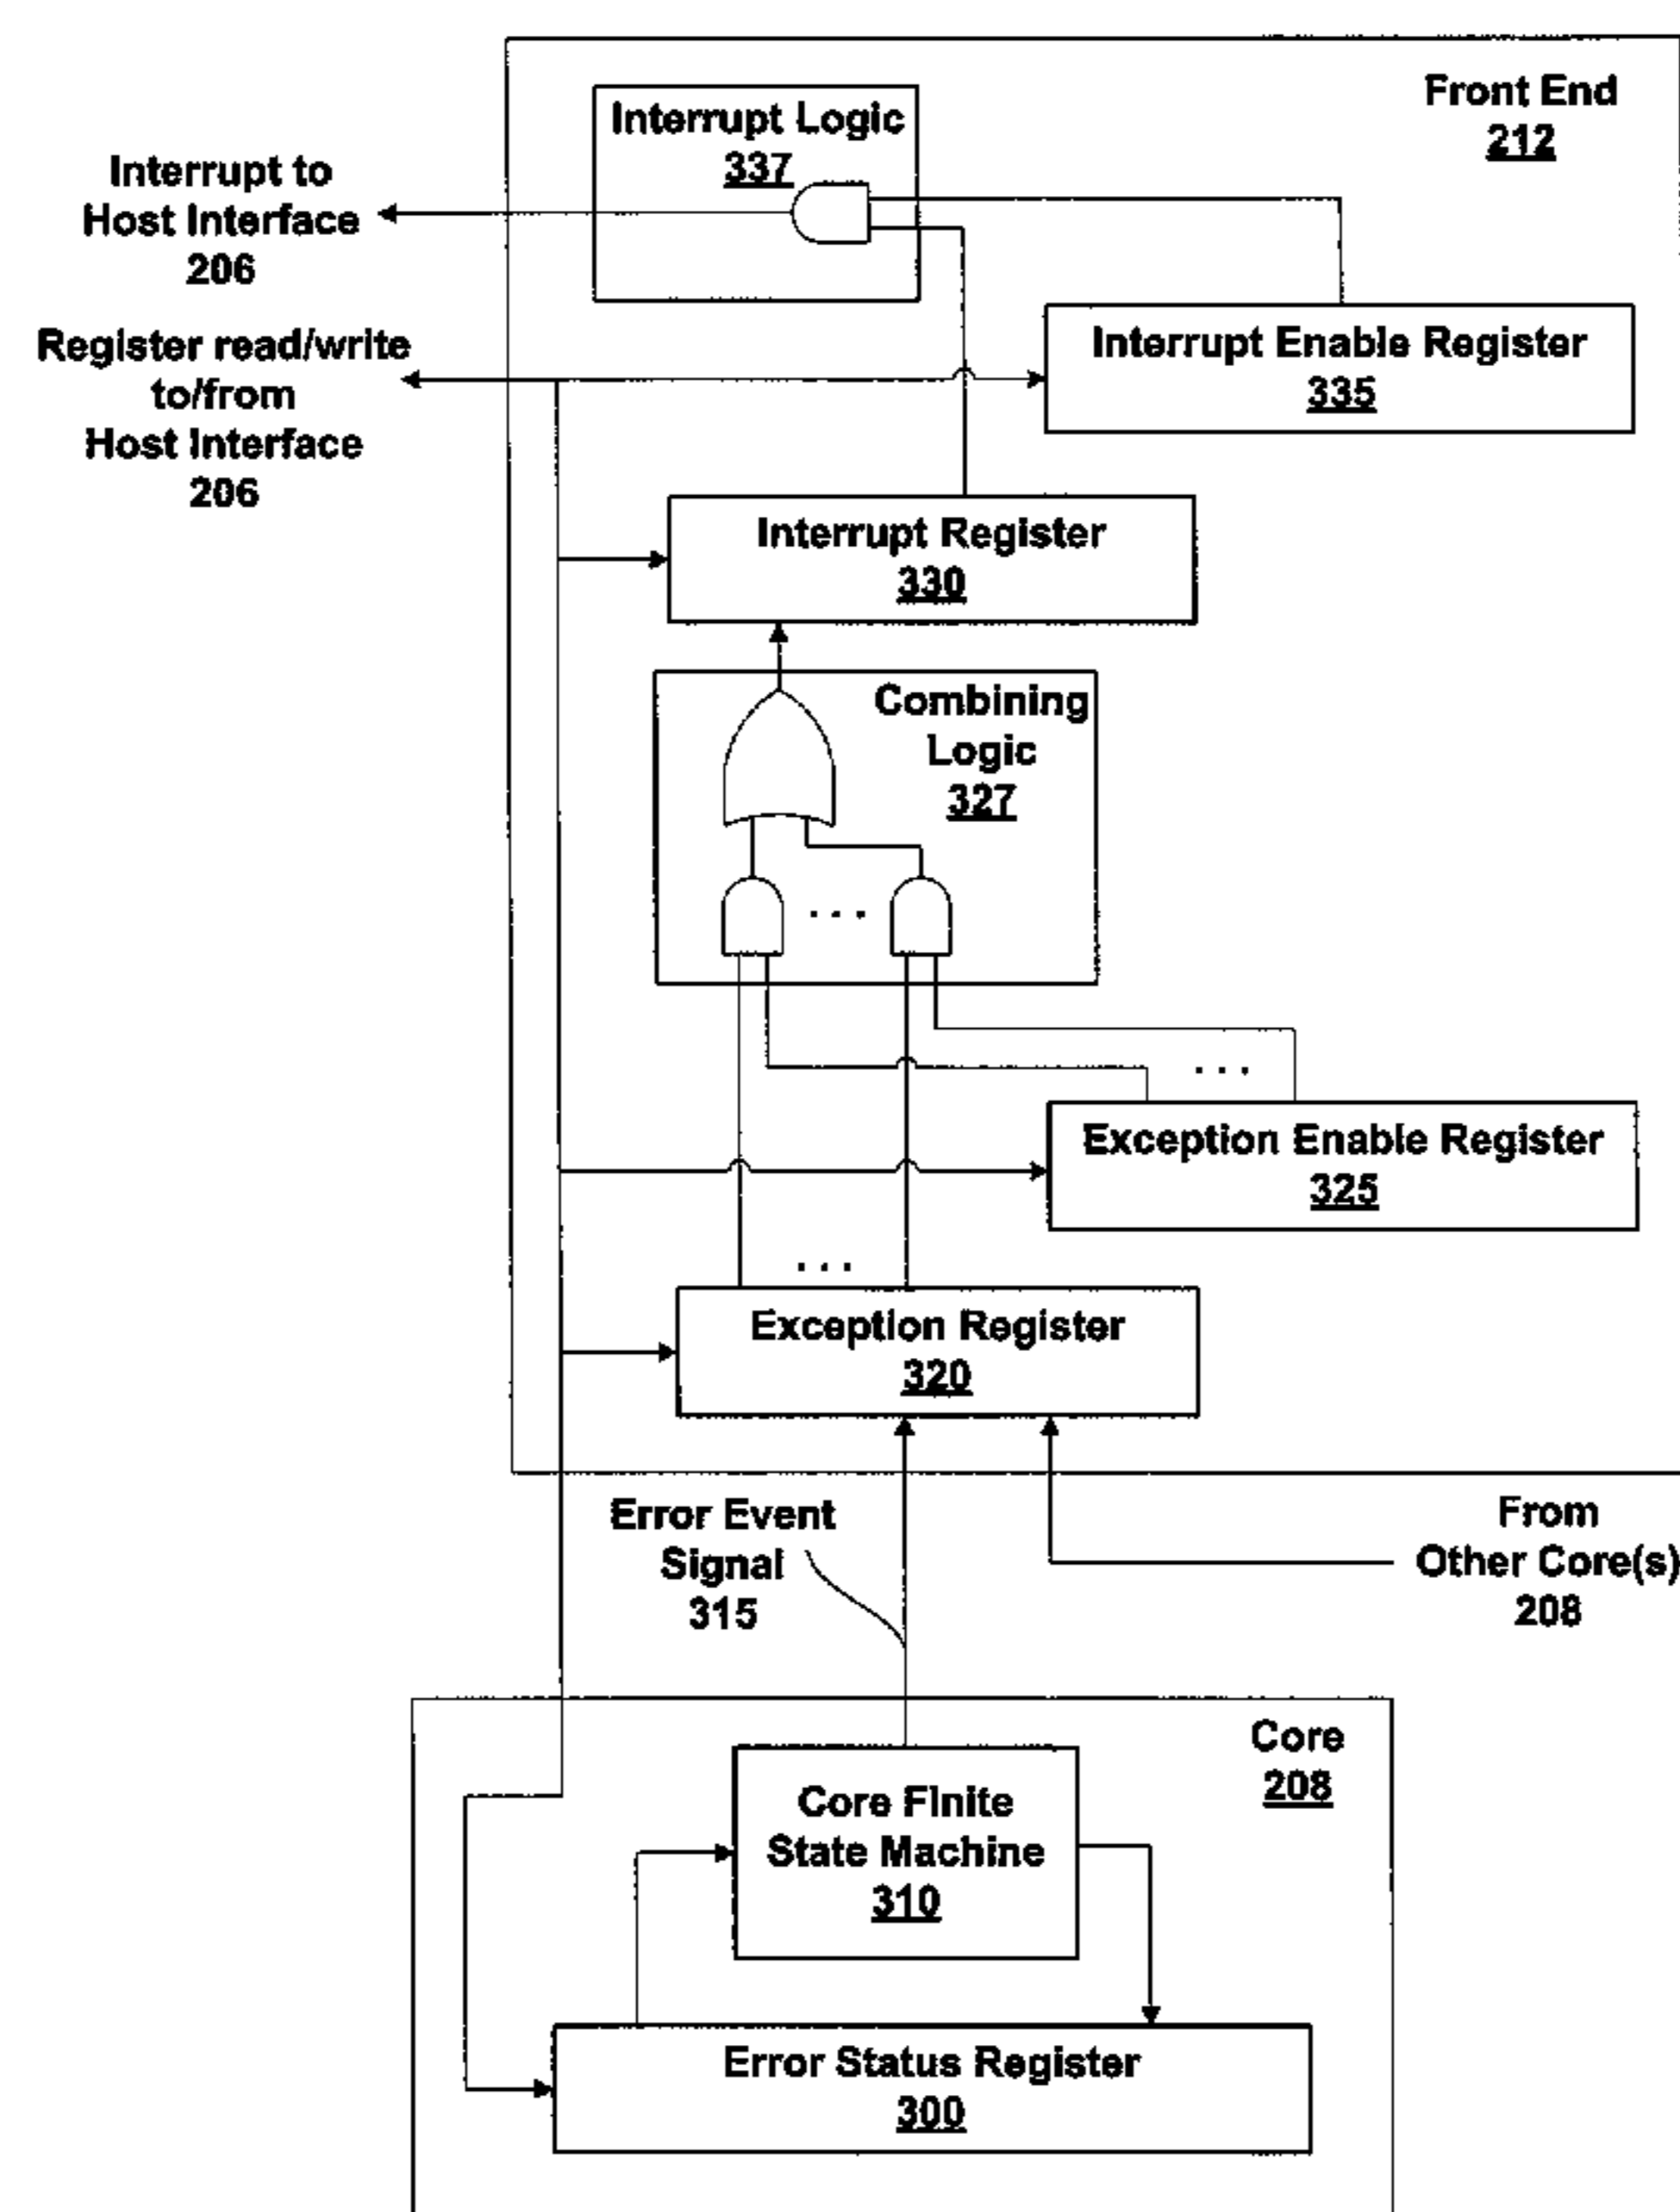 Front End
212
Interrupt Logic
337
Interrupt to
Host Interface
206
Register read/write
to/from
Host Interface
206
Interrupt Enable Register
335
Interrupt Register
330
Combining
Logic
327
. . .
. . .
Exception Enable Register
325
. . .
Exception Register
320
Error Event
Signal
315
From
Other Core(s)
208
Core
208
Core Finite
State Machine
310
Error Status Register
300